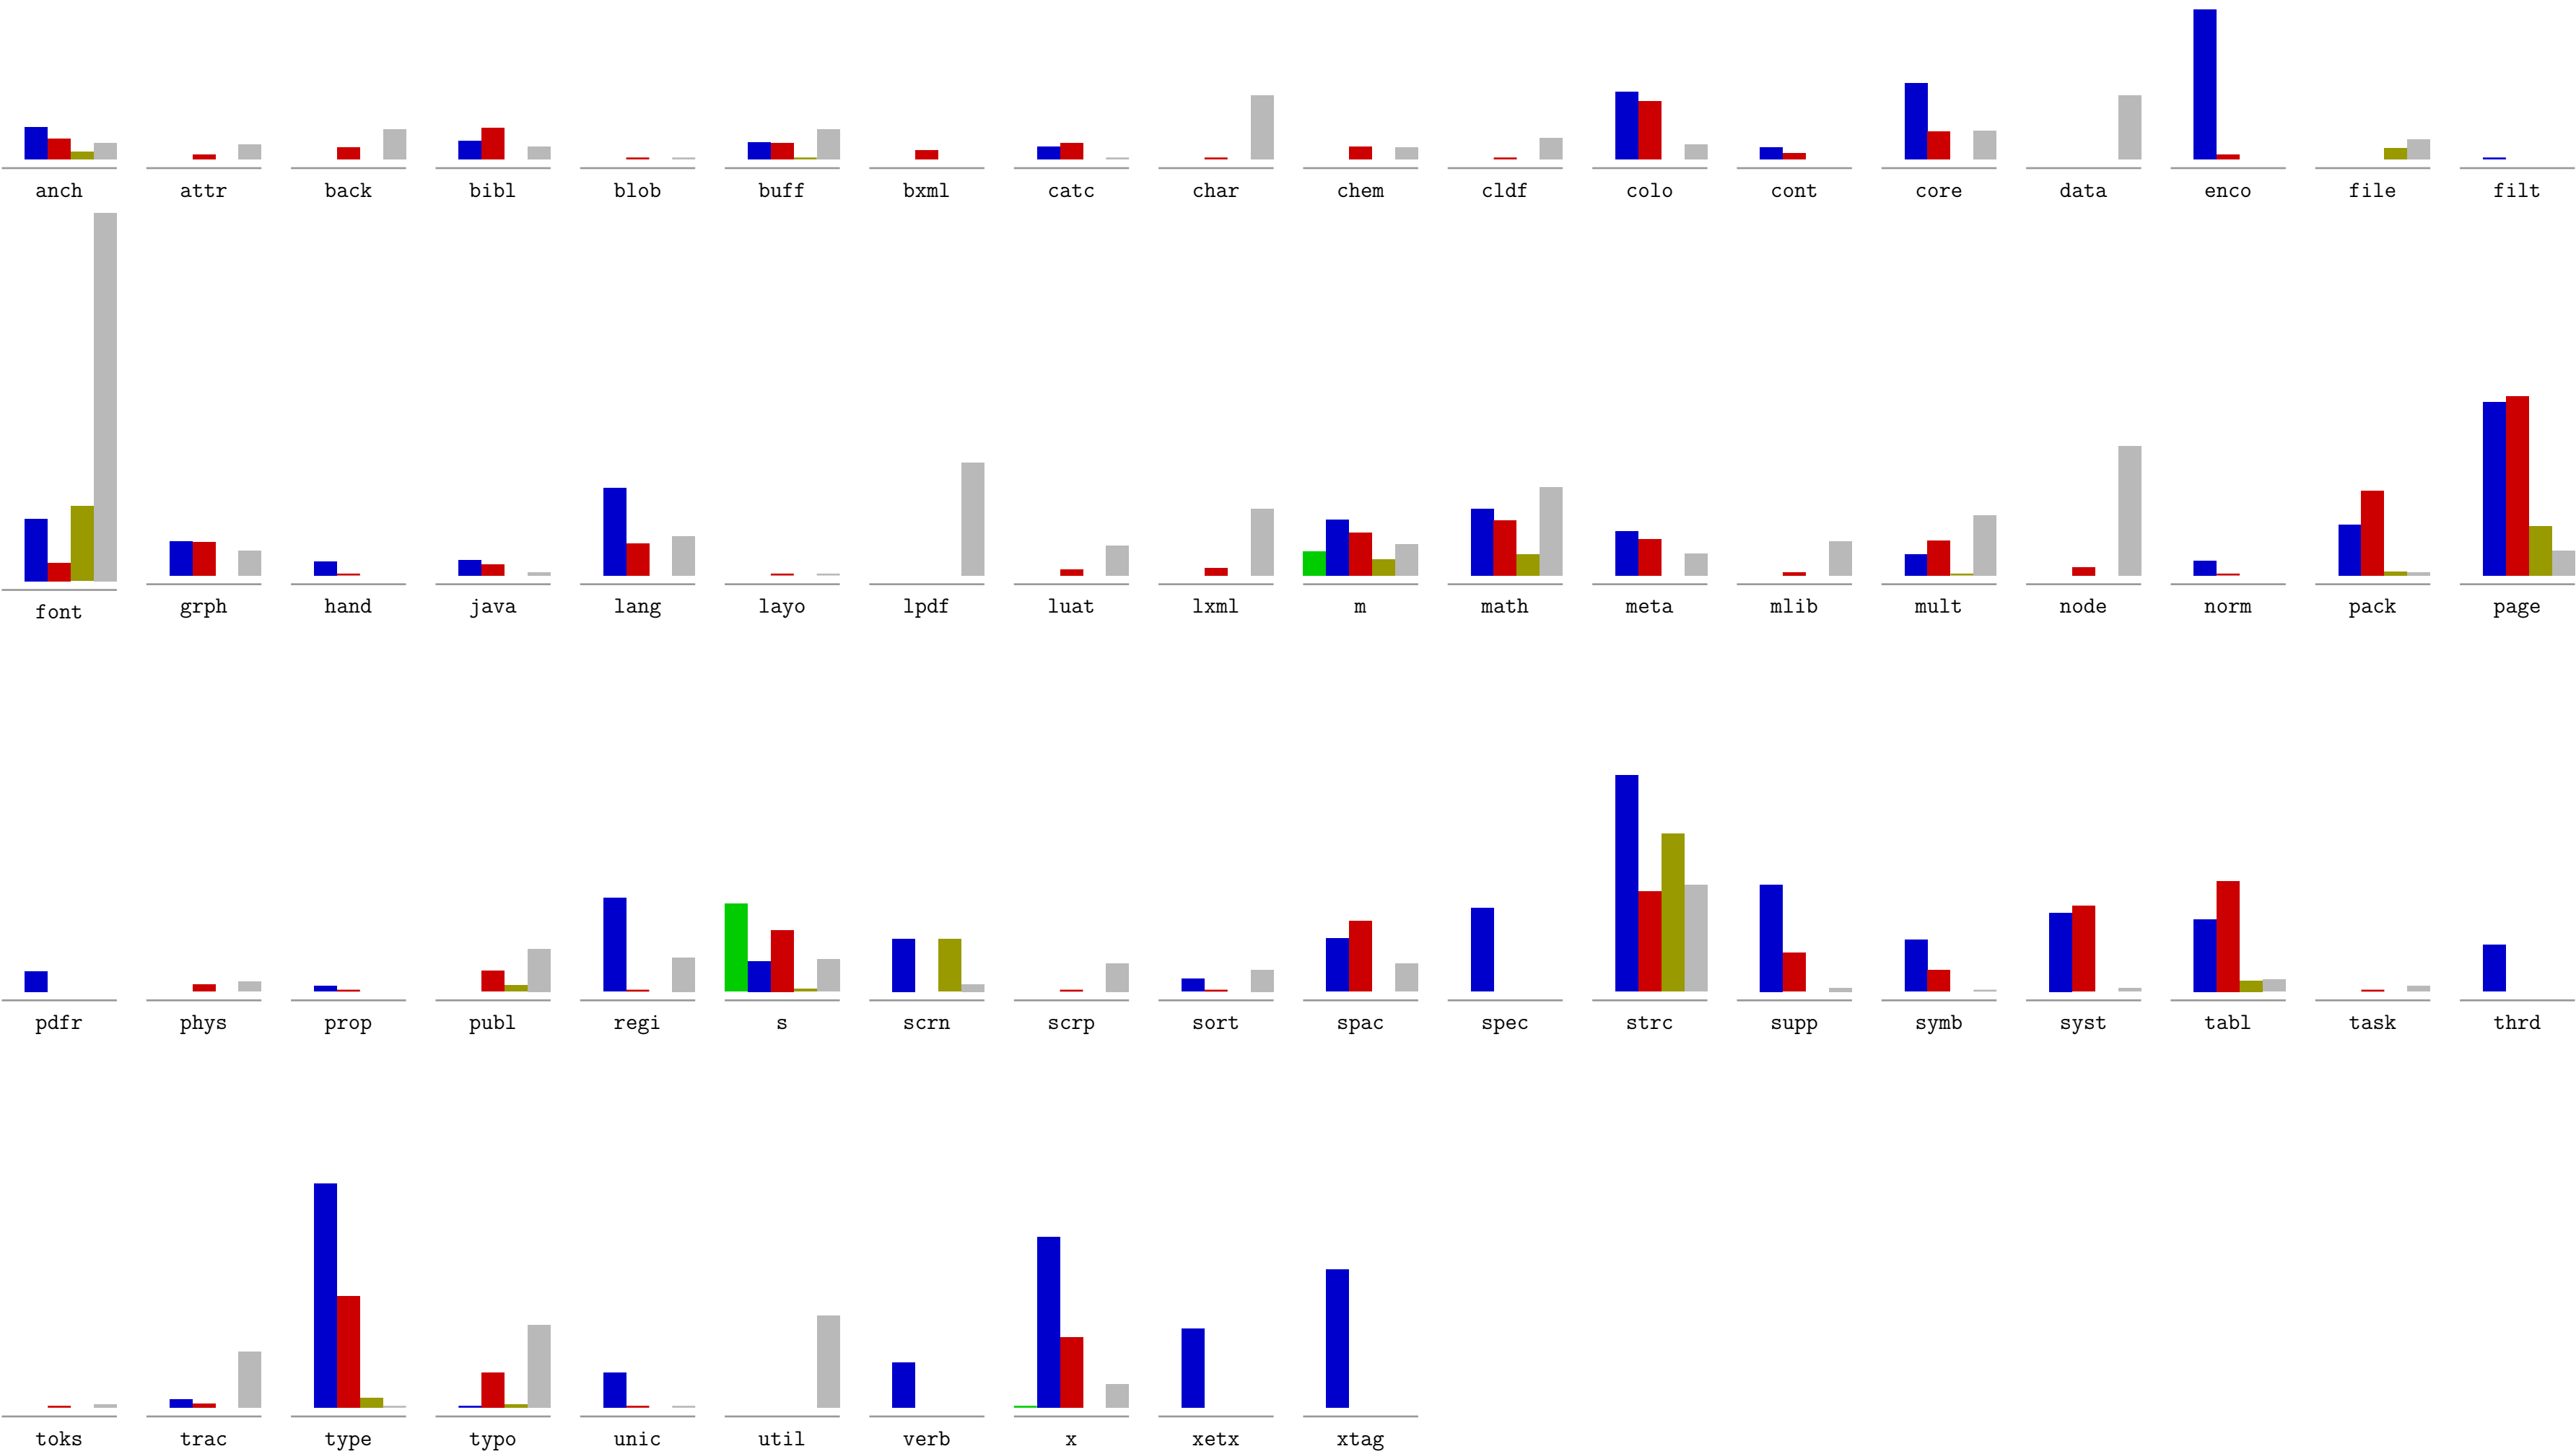 anch attr back bibl blob buff bxml catc char chem cldf colo cont core data enco file filt
font grph hand java lang layo lpdf luat lxml m math meta mlib mult node norm pack page
pdfr phys prop publ regi s scrn scrp sort spac spec strc supp symb syst tabl task thrd
toks trac type typo unic util verb x xetx xtag